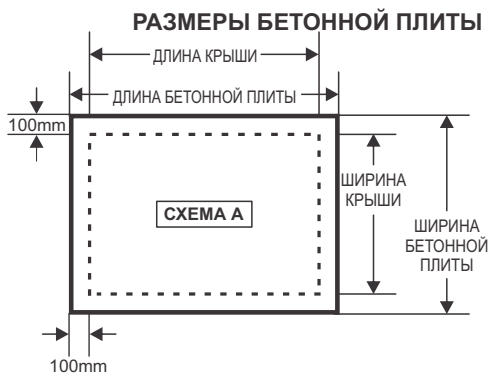 РАЗМЕРЫ БЕТОННОЙ ПЛИТЫ
ДЛИНА КРЫШИ
ДЛИНА БЕТОННОЙ ПЛИТЫ
100mm
СХЕМА А
ШИРИНА
КРЫШИ
ШИРИНА
БЕТОННОЙ
ПЛИТЫ
100mm